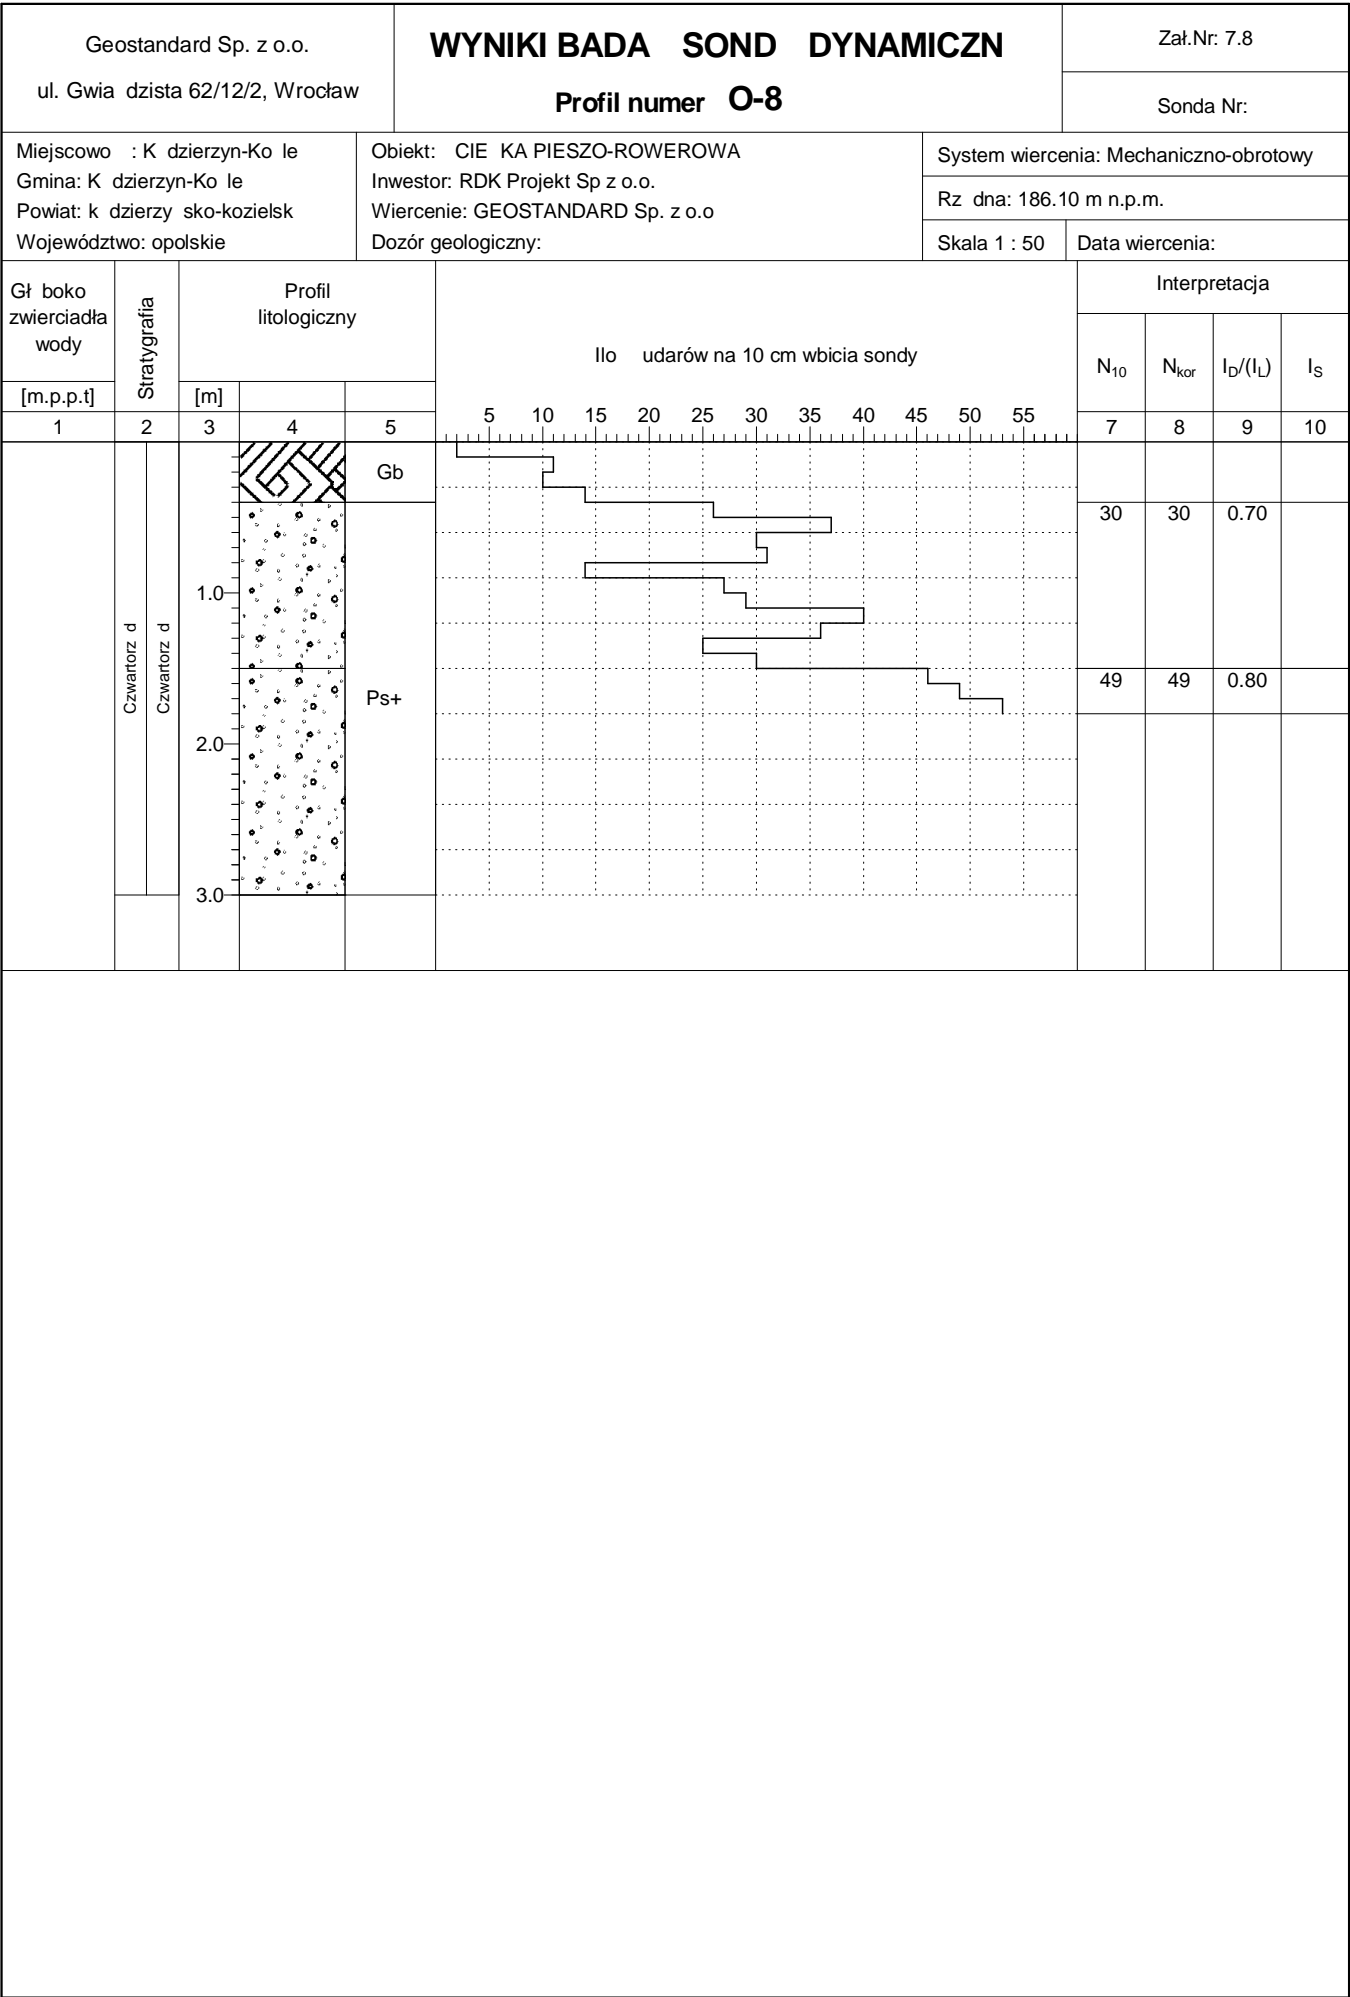 Geostandard Sp. z o.o.
ul. Gwia dzista 62/12/2, Wrocław
WYNIKI BADA SOND DYNAMICZN
Profil numer O-8
Zał.Nr: 7.8
Sonda Nr:
Miejscowo : K dzierzyn-Ko le
Gmina: K dzierzyn-Ko le
Powiat: k dzierzy sko-kozielsk
Województwo: opolskie
Obiekt: CIE KA PIESZO-ROWEROWA
Inwestor: RDK Projekt Sp z o.o.
Wiercenie: GEOSTANDARD Sp. z o.o
Dozór geologiczny:
System wiercenia: Mechaniczno-obrotowy
Rz dna: 186.10 m n.p.m.
Skala 1 : 50
Data wiercenia:
Gł boko
zwierciadła
wody
[m.p.p.t]
Stratygrafia
Profil
litologiczny
[m]
Ilo udarów na 10 cm wbicia sondy
Interpretacja
N10 Nkor ID/(IL) IS
5 10 15 20 25 30 35 40 45 50 55
1 2 3 4 5 7 8 9 10
Gb
30 30 0.70
1.0
Czwartorz d
Czwartorz d
Ps+
49 49 0.80
2.0
3.0